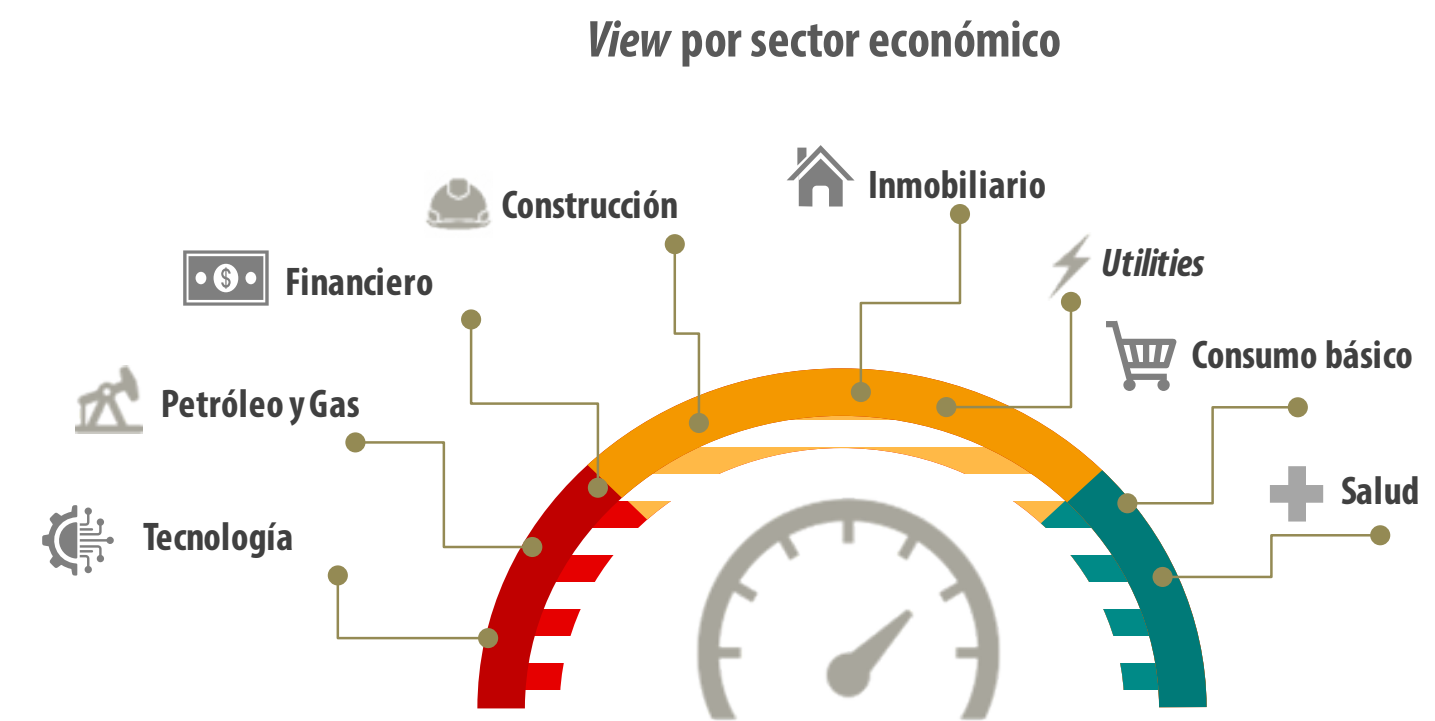 View por sector económico
Inmobiliario
Construcción
Utilities
Financiero
Consumo básico
Petróleo y Gas
Salud
Tecnología
$